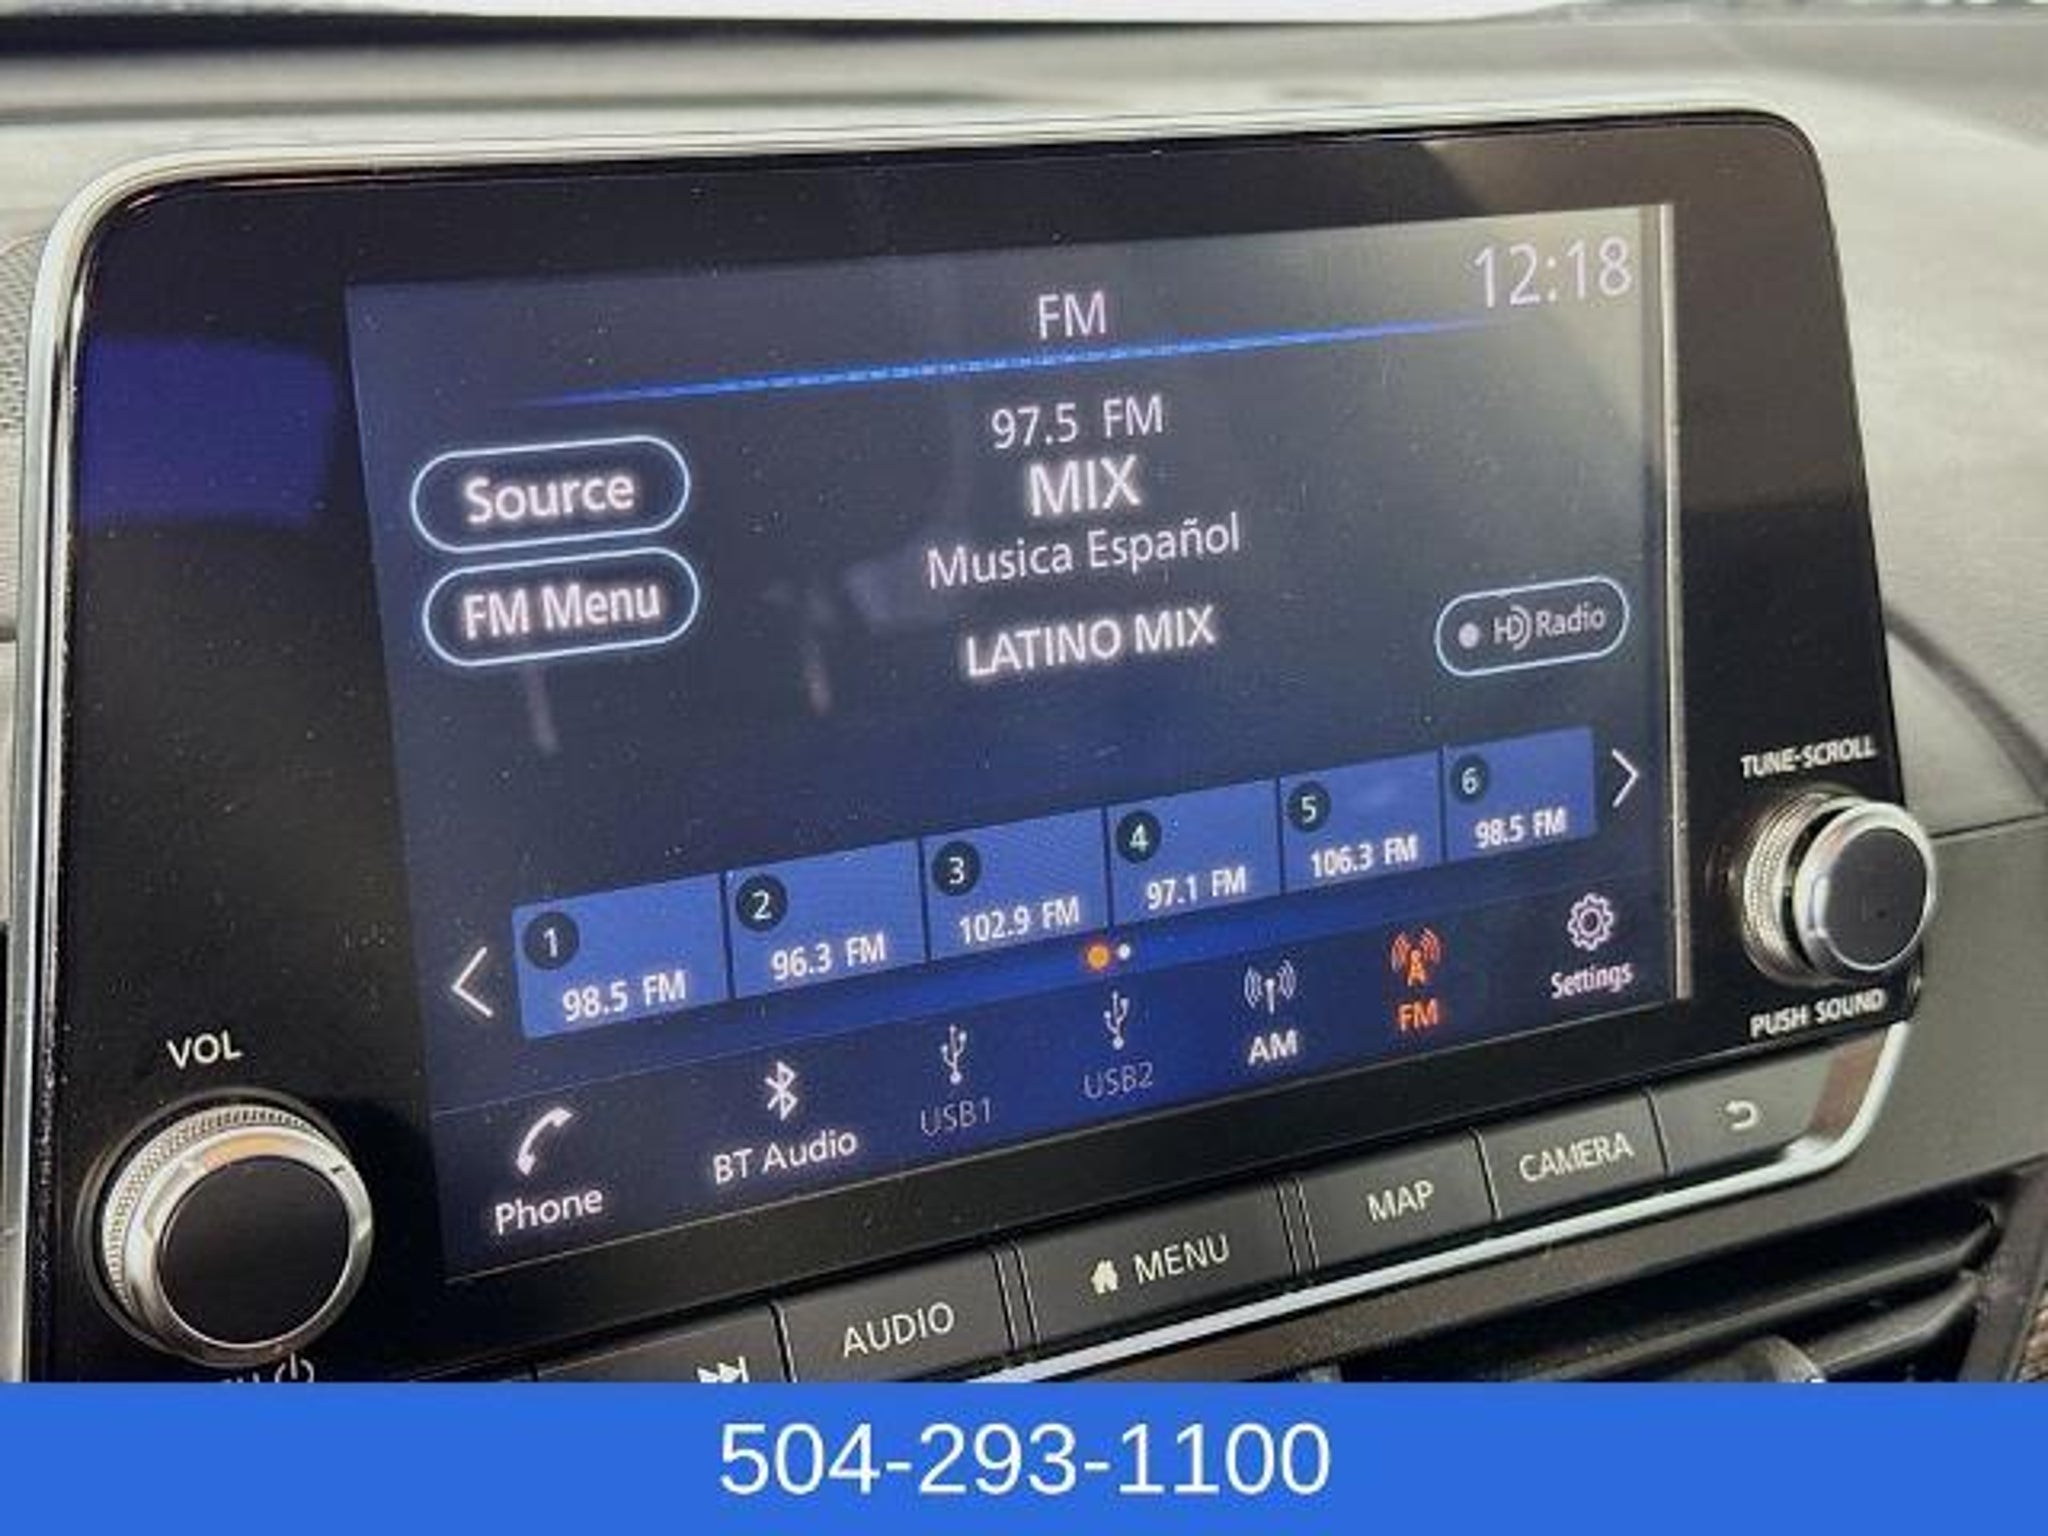 12:18
FM
97.5 FM
MIX
Musica Español
LATINO MIX
Source
FM Menu
HD Radio
1 98.5 FM
2 96.3 FM
3 102.9 FM
4 97.1 FM
5 106.3 FM
6 98.5 FM
Phone
BT Audio
USB1
USB2
AM
FM
Settings
VOL
TUNE-SCROLL
PUSH SOUND
AUDIO
MENU
MAP
CAMERA
504-293-1100